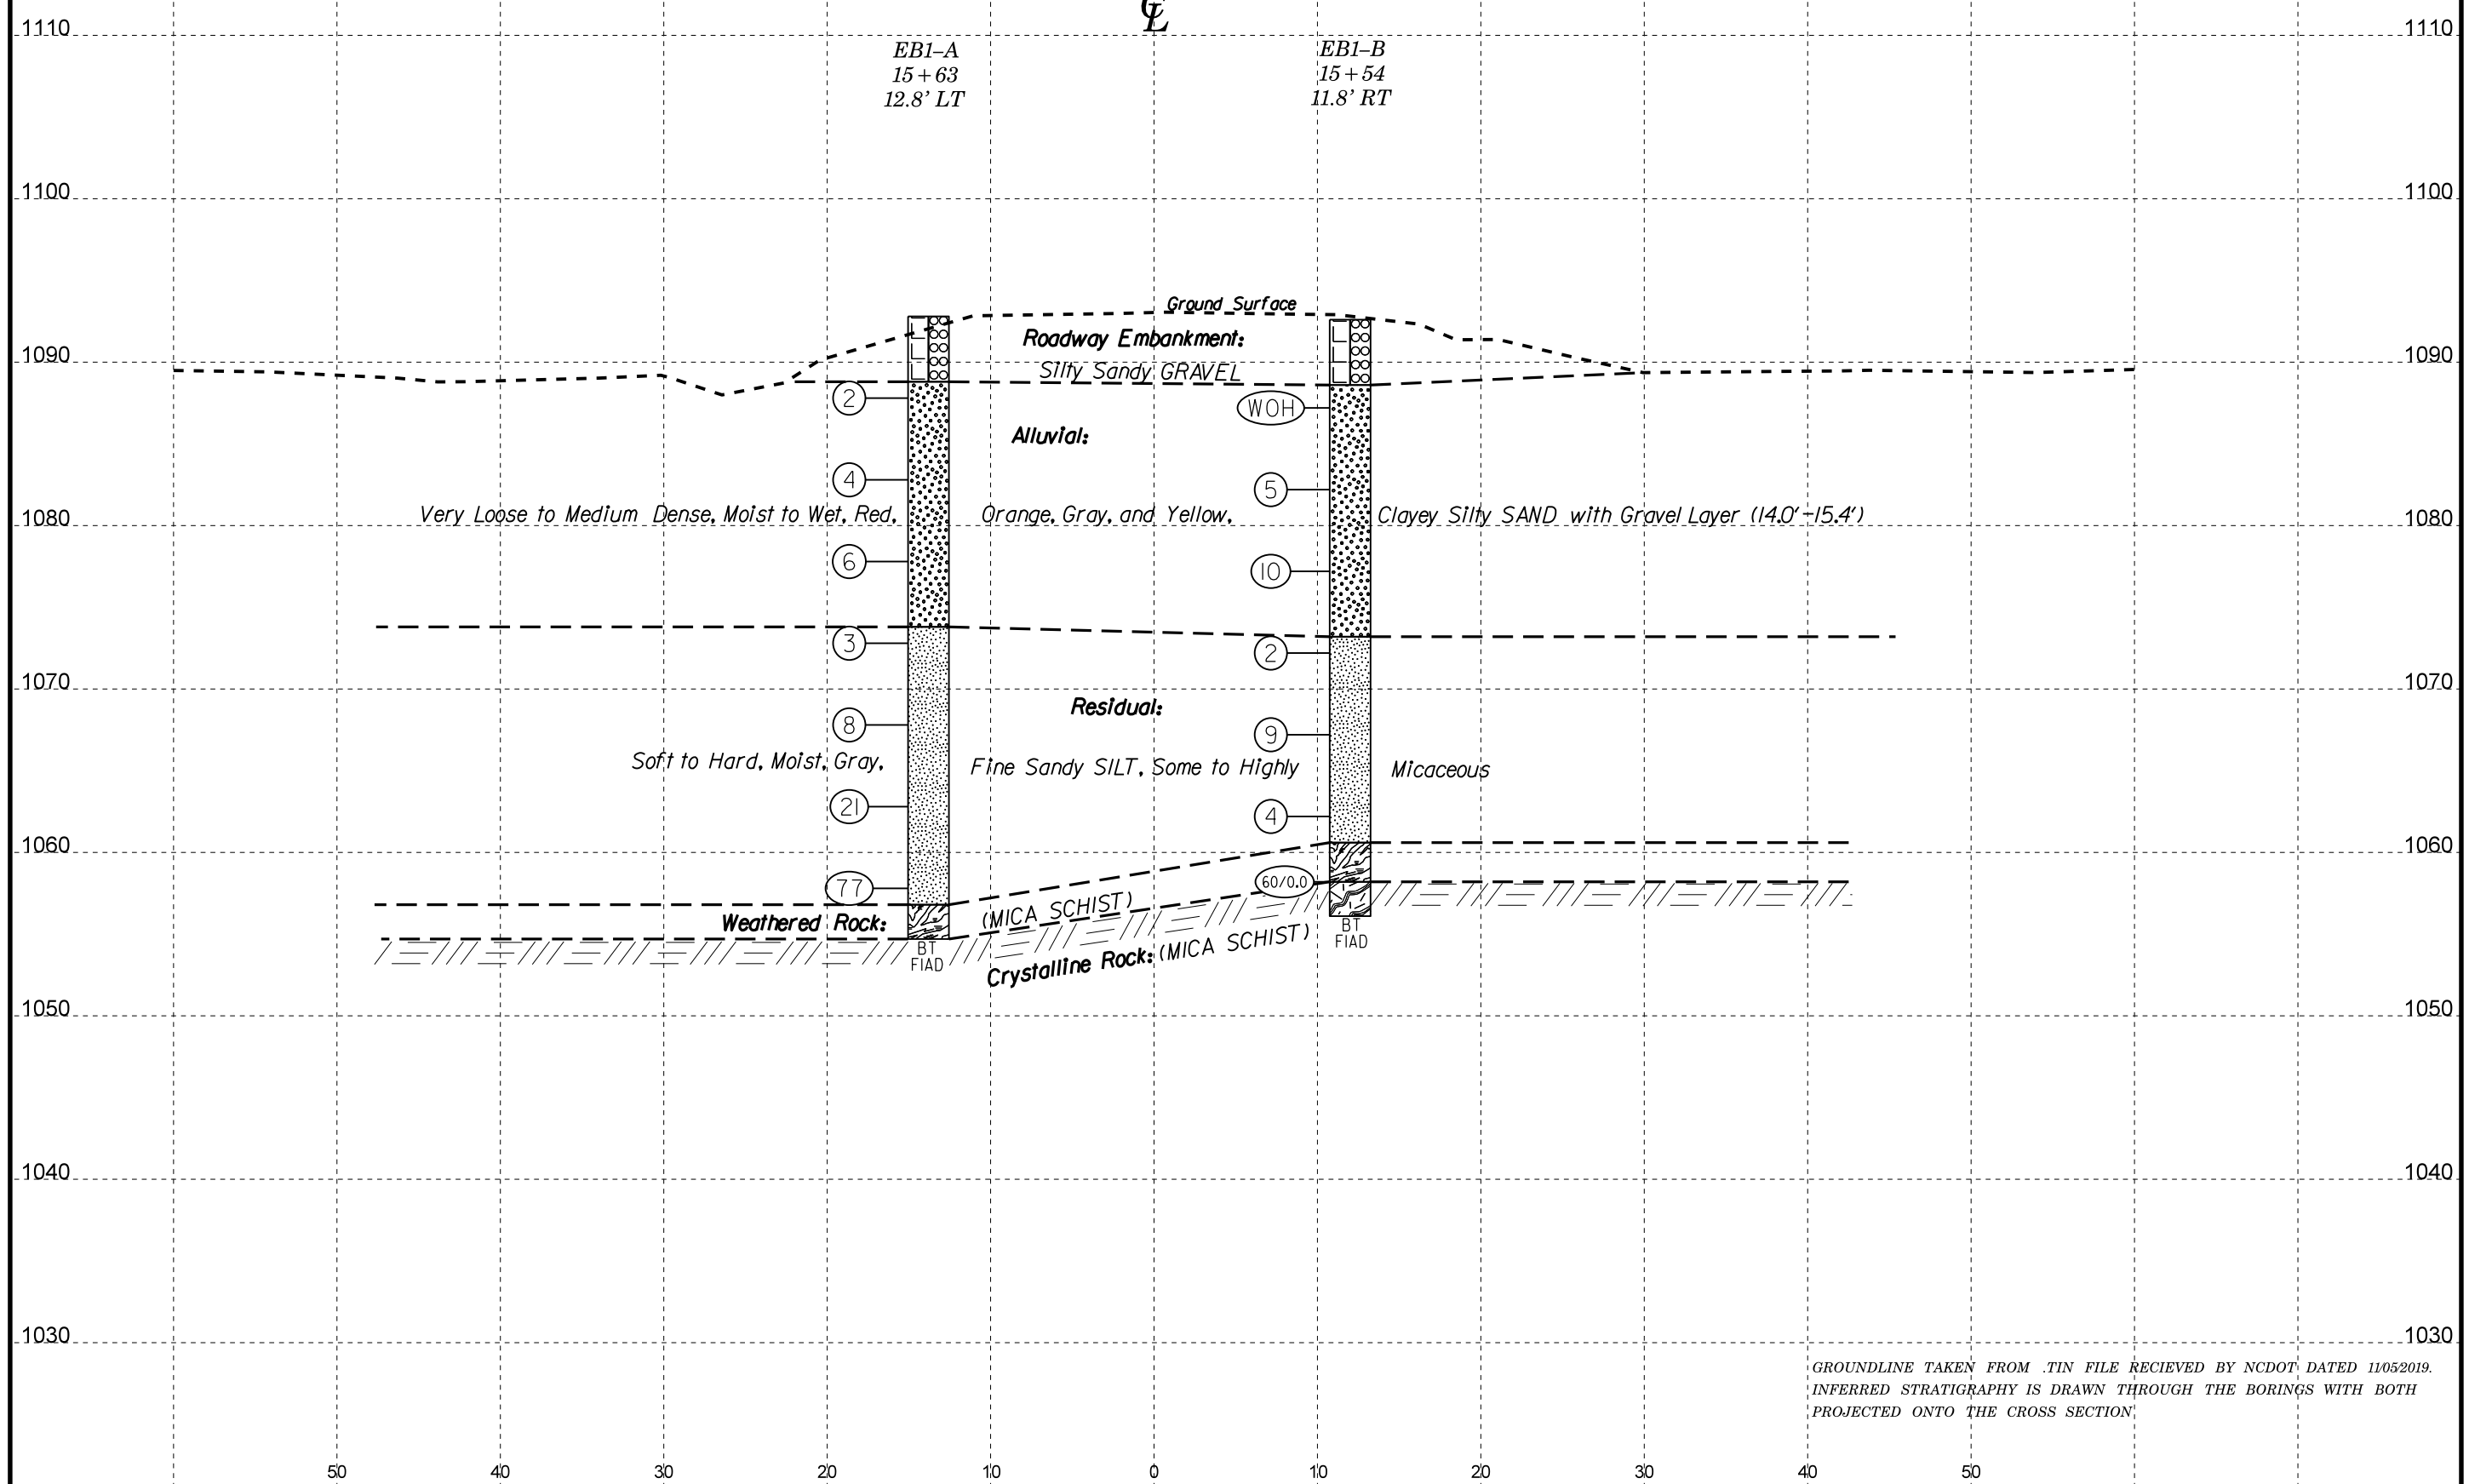 ℄
1110 1110
EB1-A EB1-B
15+63 15+54
12.8' LT 11.8' RT
1100 1100
Ground Surface
Roadway Embankment:
1090 1090
Silty Sandy GRAVEL
2 WOH
Alluvial:
4 5
Very Loose to Medium Dense, Moist to Wet, Red, Orange, Gray, and Yellow, Clayey Silty SAND with Gravel Layer (14.0'-15.4')
1080 1080
6 10
3 2
1070 1070
Residual:
8 9
Soft to Hard, Moist, Gray, Fine Sandy SILT, Some to Highly Micaceous
21 4
1060 1060
77 60/0.0
Weathered Rock: (MICA SCHIST)
BT BT
FIAD FIAD
Crystalline Rock: (MICA SCHIST)
1050 1050
1040 1040
1030 1030
GROUNDLINE TAKEN FROM .TIN FILE RECIEVED BY NCDOT DATED 11/05/2019.
INFERRED STRATIGRAPHY IS DRAWN THROUGH THE BORINGS WITH BOTH
PROJECTED ONTO THE CROSS SECTION
50 40 30 20 10 0 10 20 30 40 50